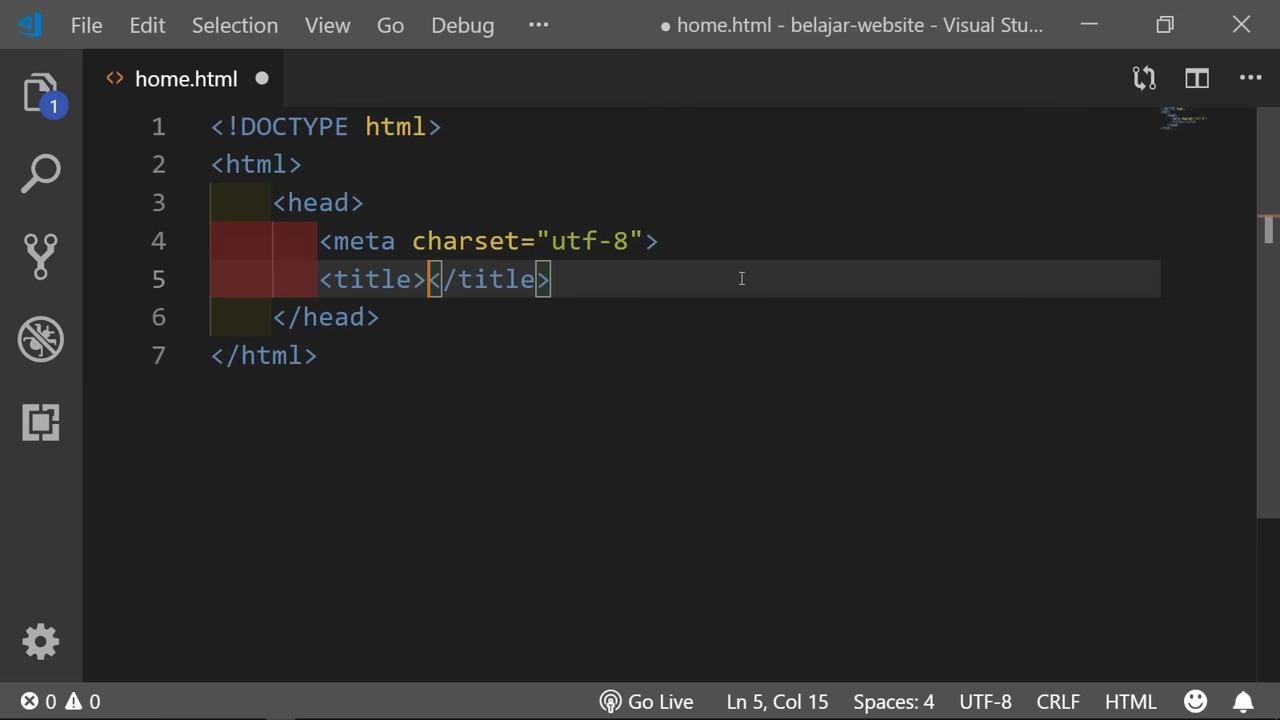 File Edit Selection View Go Debug ··· ● home.html - belajar-website - Visual Stu...
<> home.html ●
1
1 <!DOCTYPE html>
2 <html>
3     <head>
4        <meta charset="utf-8">
5        <title></title>
6     </head>
7 </html>
0 0 Go Live Ln 5, Col 15 Spaces: 4 UTF-8 CRLF HTML